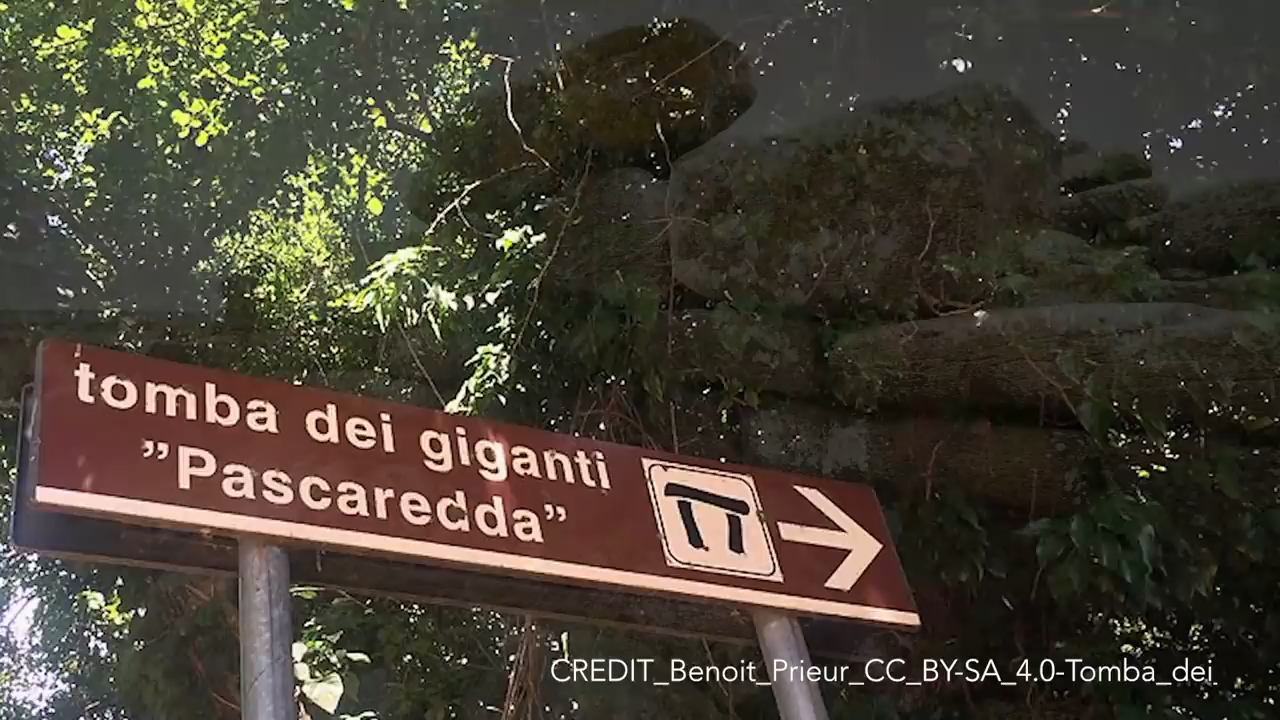 tomba dei giganti
”Pascaredda”
CREDIT_Benoit_Prieur_CC_BY-SA_4.0-Tomba_dei